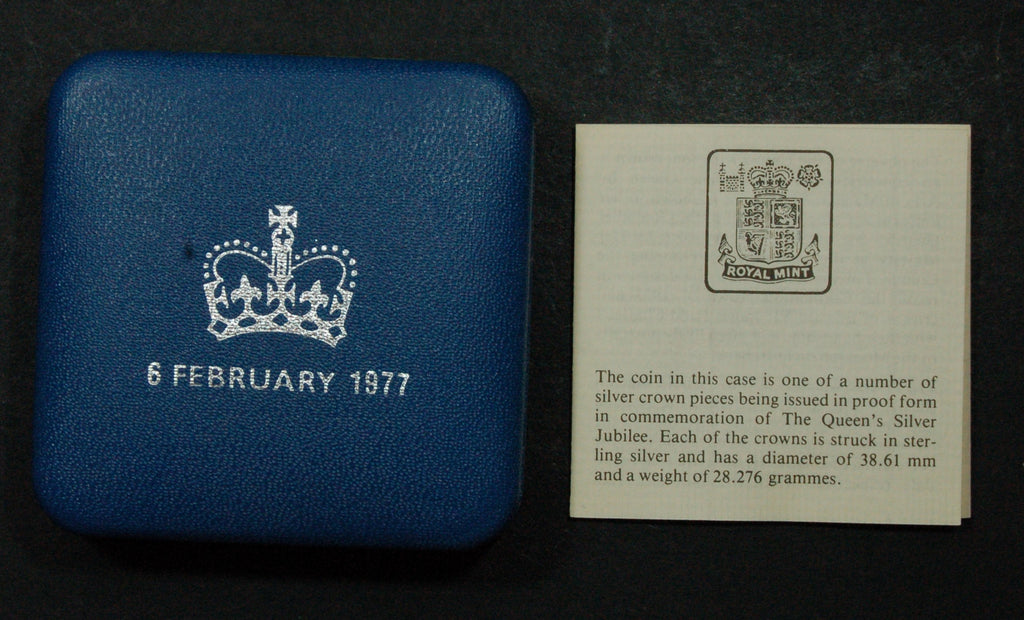 6 FEBRUARY 1977
ROYAL MINT
The coin in this case is one of a number of
silver crown pieces being issued in proof form
in commemoration of The Queen's Silver
Jubilee. Each of the crowns is struck in ster-
ling silver and has a diameter of 38.61 mm
and a weight of 28.276 grammes.